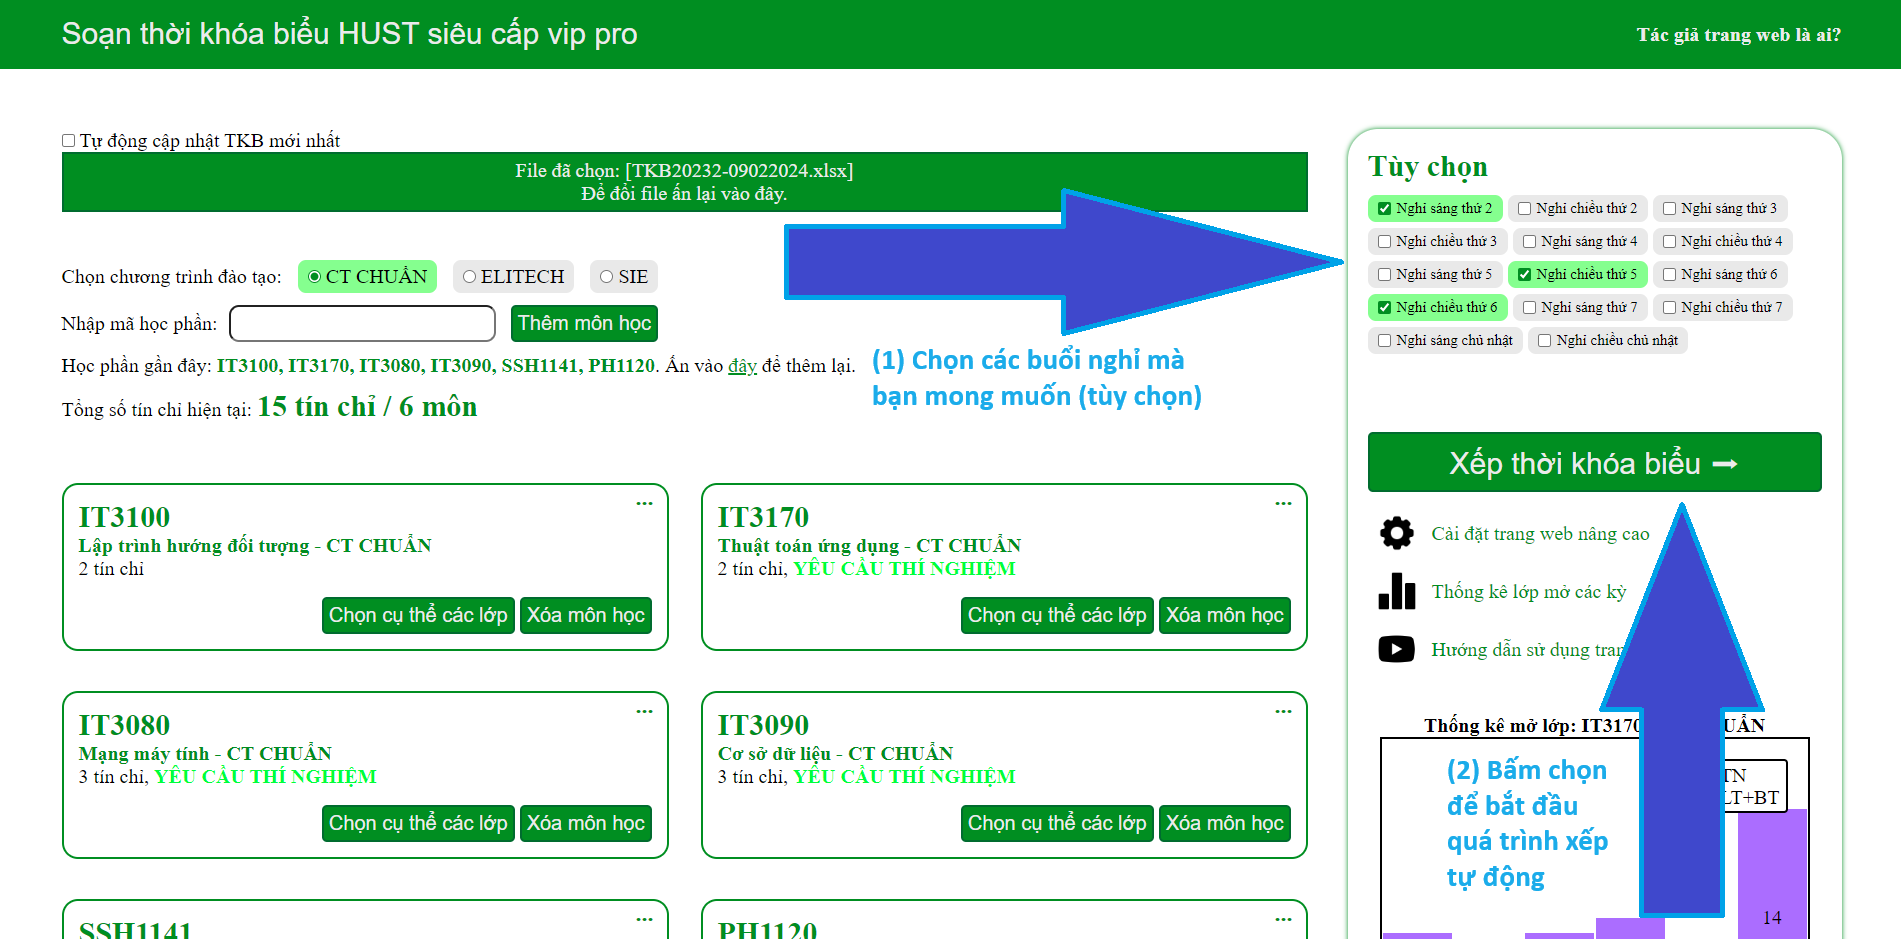 Soạn thời khóa biểu HUST siêu cấp vip pro
Tác giả trang web là ai?
Tự động cập nhật TKB mới nhất
File đã chọn: [TKB20232-09022024.xlsx]
Để đổi file ấn lại vào đây.
Chọn chương trình đào tạo: CT CHUẨN ELITECH SIE
Nhập mã học phần: Thêm môn học
Học phần gần đây: IT3100, IT3170, IT3080, IT3090, SSH1141, PH1120. Ấn vào đây để thêm lại.
Tổng số tín chỉ hiện tại: 15 tín chỉ / 6 môn
(1) Chọn các buổi nghỉ mà
bạn mong muốn (tùy chọn)
Tùy chọn
Nghỉ sáng thứ 2 Nghỉ chiều thứ 2 Nghỉ sáng thứ 3
Nghỉ chiều thứ 3 Nghỉ sáng thứ 4 Nghỉ chiều thứ 4
Nghỉ sáng thứ 5 Nghỉ chiều thứ 5 Nghỉ sáng thứ 6
Nghỉ chiều thứ 6 Nghỉ sáng thứ 7 Nghỉ chiều thứ 7
Nghỉ sáng chủ nhật Nghỉ chiều chủ nhật
Xếp thời khóa biểu
Cài đặt trang web nâng cao
Thống kê lớp mở các kỳ
Hướng dẫn sử dụng
IT3100
Lập trình hướng đối tượng - CT CHUẨN
2 tín chỉ
Chọn cụ thể các lớp Xóa môn học
IT3170
Thuật toán ứng dụng - CT CHUẨN
2 tín chỉ, YÊU CẦU THÍ NGHIỆM
Chọn cụ thể các lớp Xóa môn học
IT3080
Mạng máy tính - CT CHUẨN
3 tín chỉ, YÊU CẦU THÍ NGHIỆM
Chọn cụ thể các lớp Xóa môn học
IT3090
Cơ sở dữ liệu - CT CHUẨN
3 tín chỉ, YÊU CẦU THÍ NGHIỆM
Chọn cụ thể các lớp Xóa môn học
SSH1141
PH1120
Thống kê mở lớp: IT3170
TN
LT+BT
(2) Bấm chọn
để bắt đầu
quá trình xếp
tự động
14